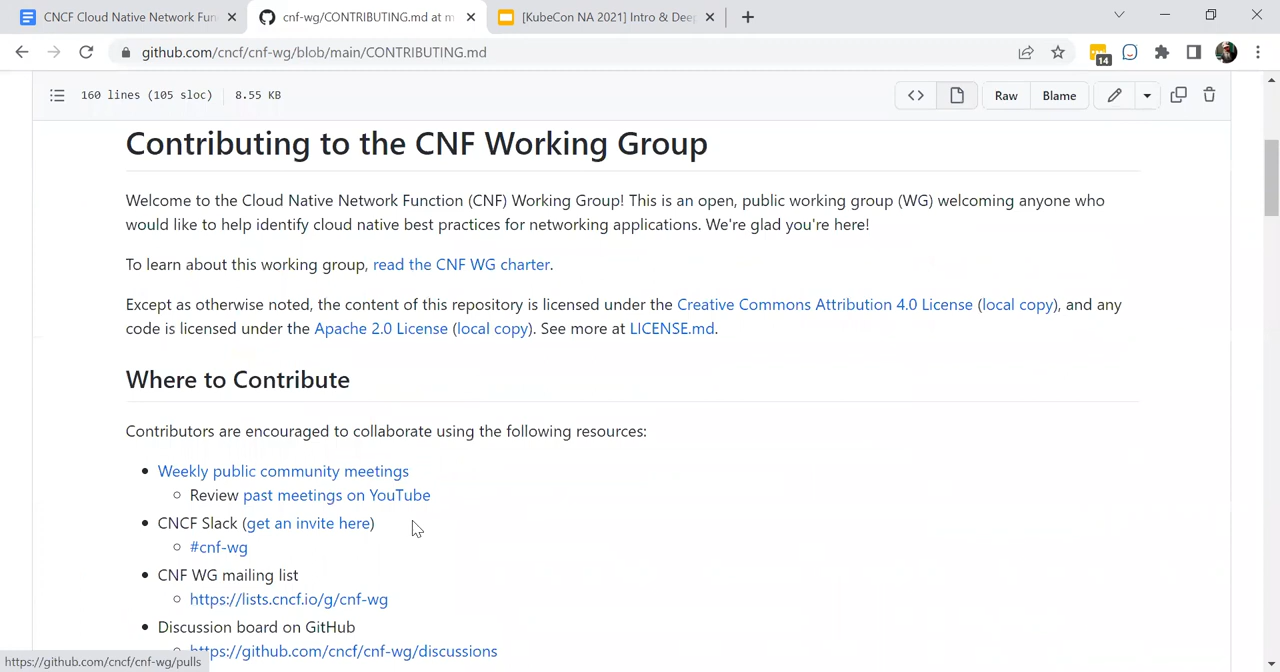 CNCF Cloud Native Network Fun
cnf-wg/CONTRIBUTING.md at m
[KubeCon NA 2021] Intro & Deep
github.com/cncf/cnf-wg/blob/main/CONTRIBUTING.md
14
160 lines (105 sloc) 8.55 KB
Raw
Blame
Contributing to the CNF Working Group
Welcome to the Cloud Native Network Function (CNF) Working Group! This is an open, public working group (WG) welcoming anyone who
would like to help identify cloud native best practices for networking applications. We're glad you're here!
To learn about this working group, read the CNF WG charter.
Except as otherwise noted, the content of this repository is licensed under the Creative Commons Attribution 4.0 License (local copy), and any
code is licensed under the Apache 2.0 License (local copy). See more at LICENSE.md.
Where to Contribute
Contributors are encouraged to collaborate using the following resources:
Weekly public community meetings
Review past meetings on YouTube
CNCF Slack (get an invite here)
#cnf-wg
CNF WG mailing list
https://lists.cncf.io/g/cnf-wg
Discussion board on GitHub
https://github.com/cncf/cnf-wg/discussions
https://github.com/cncf/cnf-wg/pulls